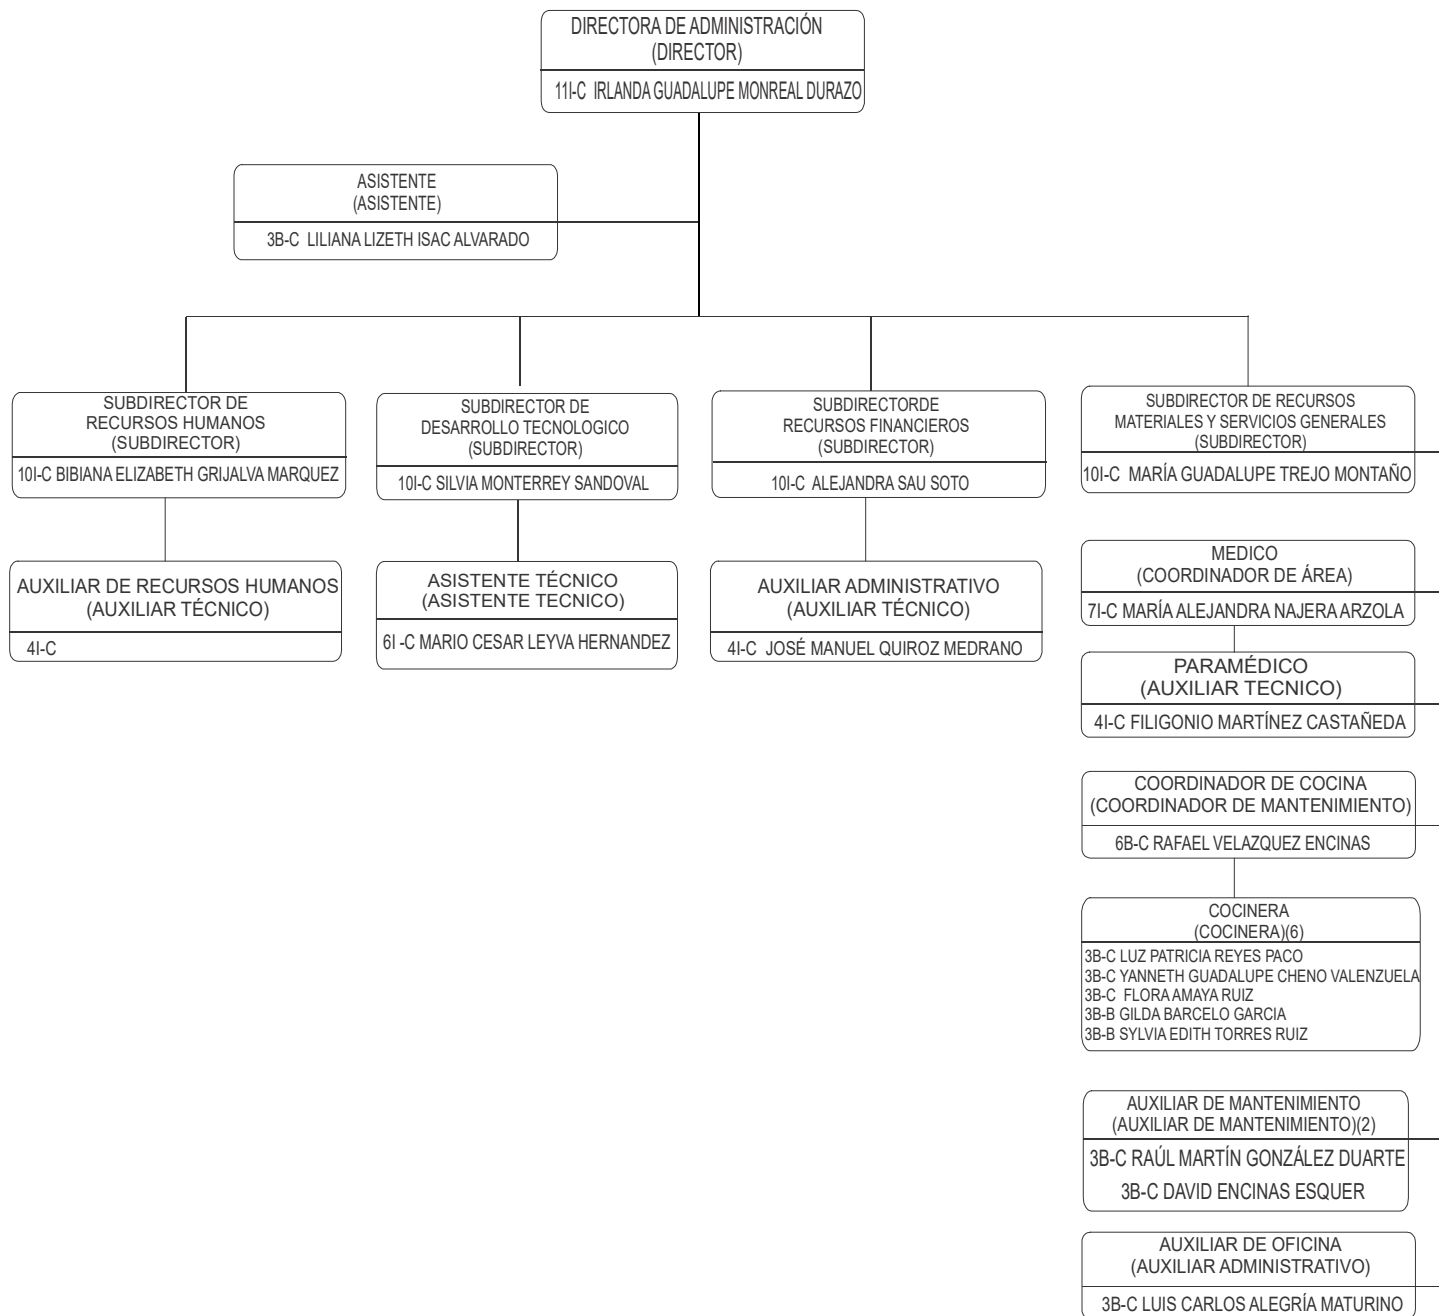 DIRECTORA DE ADMINISTRACIÓN
(DIRECTOR)
11I-C IRLANDA GUADALUPE MONREAL DURAZO
ASISTENTE
(ASISTENTE)
3B-C LILIANA LIZETH ISAC ALVARADO
SUBDIRECTOR DE
RECURSOS HUMANOS
(SUBDIRECTOR)
10I-C BIBIANA ELIZABETH GRIJALVA MARQUEZ
SUBDIRECTOR DE
DESARROLLO TECNOLOGICO
(SUBDIRECTOR)
10I-C SILVIA MONTERREY SANDOVAL
SUBDIRECTORDE
RECURSOS FINANCIEROS
(SUBDIRECTOR)
10I-C ALEJANDRA SAU SOTO
SUBDIRECTOR DE RECURSOS
MATERIALES Y SERVICIOS GENERALES
(SUBDIRECTOR)
10I-C MARÍA GUADALUPE TREJO MONTAÑO
AUXILIAR DE RECURSOS HUMANOS
(AUXILIAR TÉCNICO)
4I-C
ASISTENTE TÉCNICO
(ASISTENTE TECNICO)
6I -C MARIO CESAR LEYVA HERNANDEZ
AUXILIAR ADMINISTRATIVO
(AUXILIAR TÉCNICO)
4I-C JOSÉ MANUEL QUIROZ MEDRANO
MEDICO
(COORDINADOR DE ÁREA)
7I-C MARÍA ALEJANDRA NAJERA ARZOLA
PARAMÉDICO
(AUXILIAR TECNICO)
4I-C FILIGONIO MARTÍNEZ CASTAÑEDA
COORDINADOR DE COCINA
(COORDINADOR DE MANTENIMIENTO)
6B-C RAFAEL VELAZQUEZ ENCINAS
COCINERA
(COCINERA)(6)
3B-C LUZ PATRICIA REYES PACO
3B-C YANNETH GUADALUPE CHENO VALENZUELA
3B-C FLORA AMAYA RUIZ
3B-B GILDA BARCELO GARCIA
3B-B SYLVIA EDITH TORRES RUIZ
AUXILIAR DE MANTENIMIENTO
(AUXILIAR DE MANTENIMIENTO)(2)
3B-C RAÚL MARTÍN GONZÁLEZ DUARTE
3B-C DAVID ENCINAS ESQUER
AUXILIAR DE OFICINA
(AUXILIAR ADMINISTRATIVO)
3B-C LUIS CARLOS ALEGRÍA MATURINO